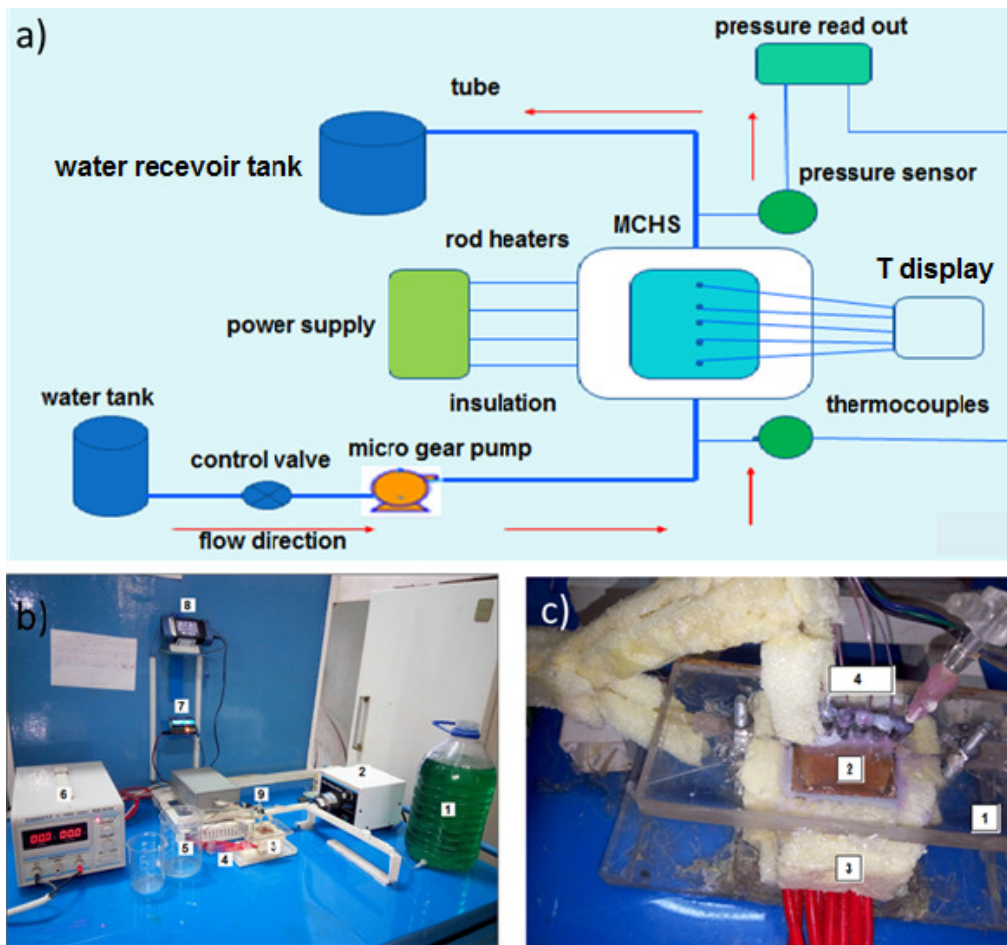 a)
pressure read out
tube
water recevoir tank
pressure sensor
MCHS
rod heaters
T display
power supply
water tank
insulation
thermocouples
control valve
micro gear pump
flow direction
b)
8
7
6
9
2
1
5
4
3
c)
4
2
1
3